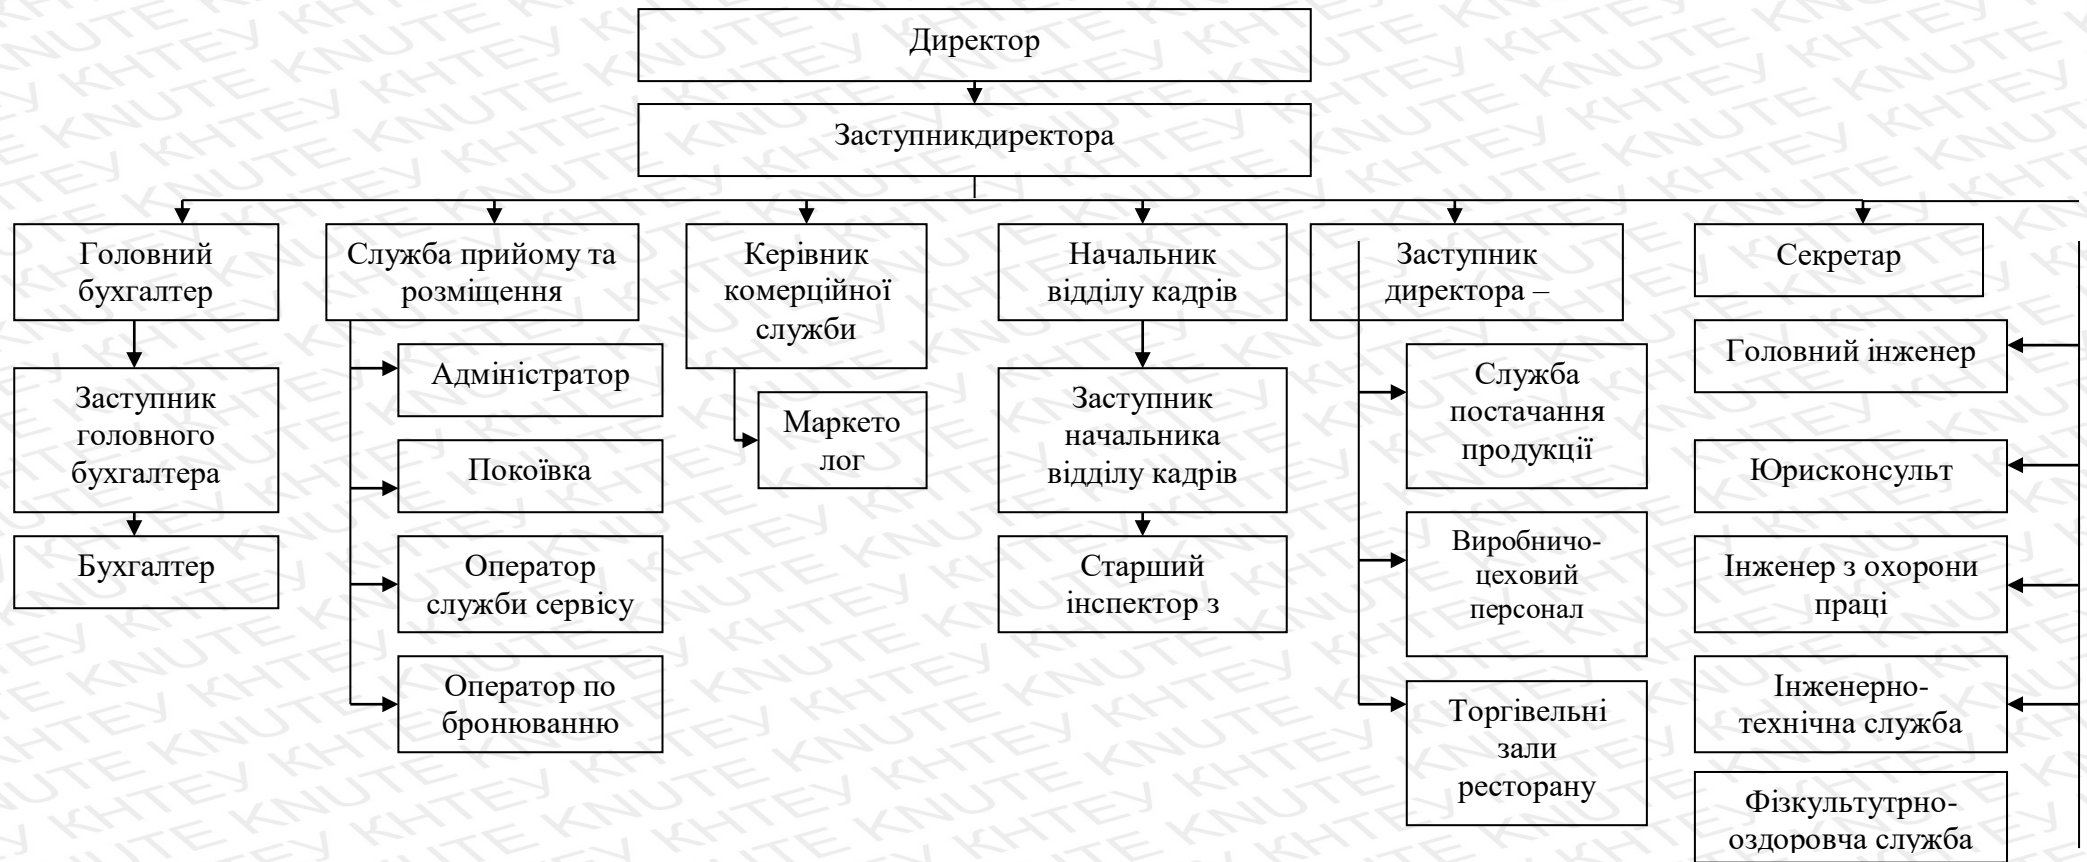 Директор
Заступникдиректора
Головний
бухгалтер
Служба прийому та
розміщення
Керівник
комерційної
служби
Начальник
відділу кадрів
Заступник
директора –
Секретар
Заступник
головного
бухгалтера
Бухгалтер
Адміністратор
Покоївка
Оператор
служби сервісу
Оператор по
бронюванню
Маркето
лог
Заступник
начальника
відділу кадрів
Старший
інспектор з
Служба
постачання
продукції
Виробничо-
цеховий
персонал
Торгівельні
зали
ресторану
Головний інженер
Юрисконсульт
Інженер з охорони
праці
Інженерно-
технічна служба
Фізкультутрно-
оздоровча служба